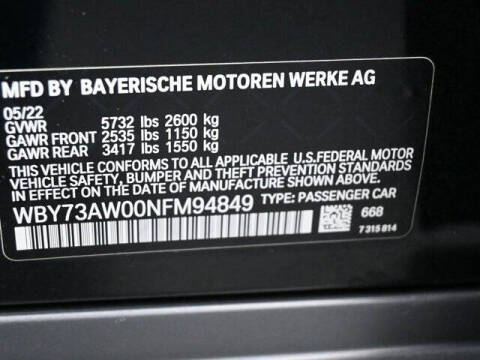 MFD BY BAYERISCHE MOTOREN WERKE AG
05/22
GVWR 5732 lbs 2600 kg
GAWR FRONT 2535 lbs 1150 kg
GAWR REAR 3417 lbs 1550 kg
THIS VEHICLE CONFORMS TO ALL APPLICABLE U.S.FEDERAL MOTOR
VEHICLE SAFETY, BUMPER AND THEFT PREVENTION STANDARDS
IN EFFECT ON THE DATE OF MANUFACTURE SHOWN ABOVE.
WBY73AW00NFM94849 TYPE: PASSENGER CAR
668
7 315 814